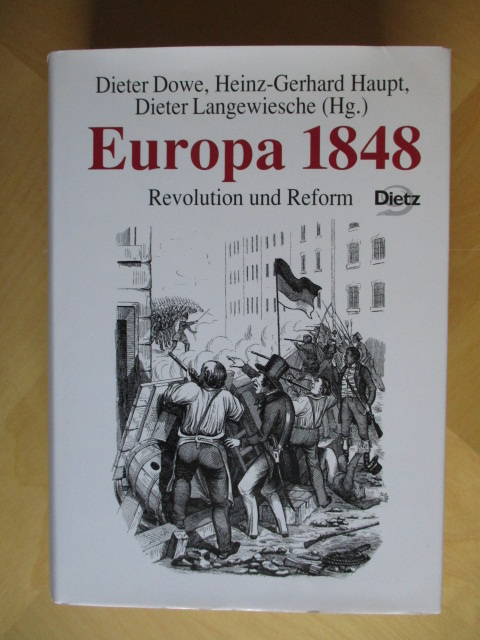 Dieter Dowe, Heinz-Gerhard Haupt,
Dieter Langewiesche (Hg.)
Europa 1848
Revolution und Reform
Dietz